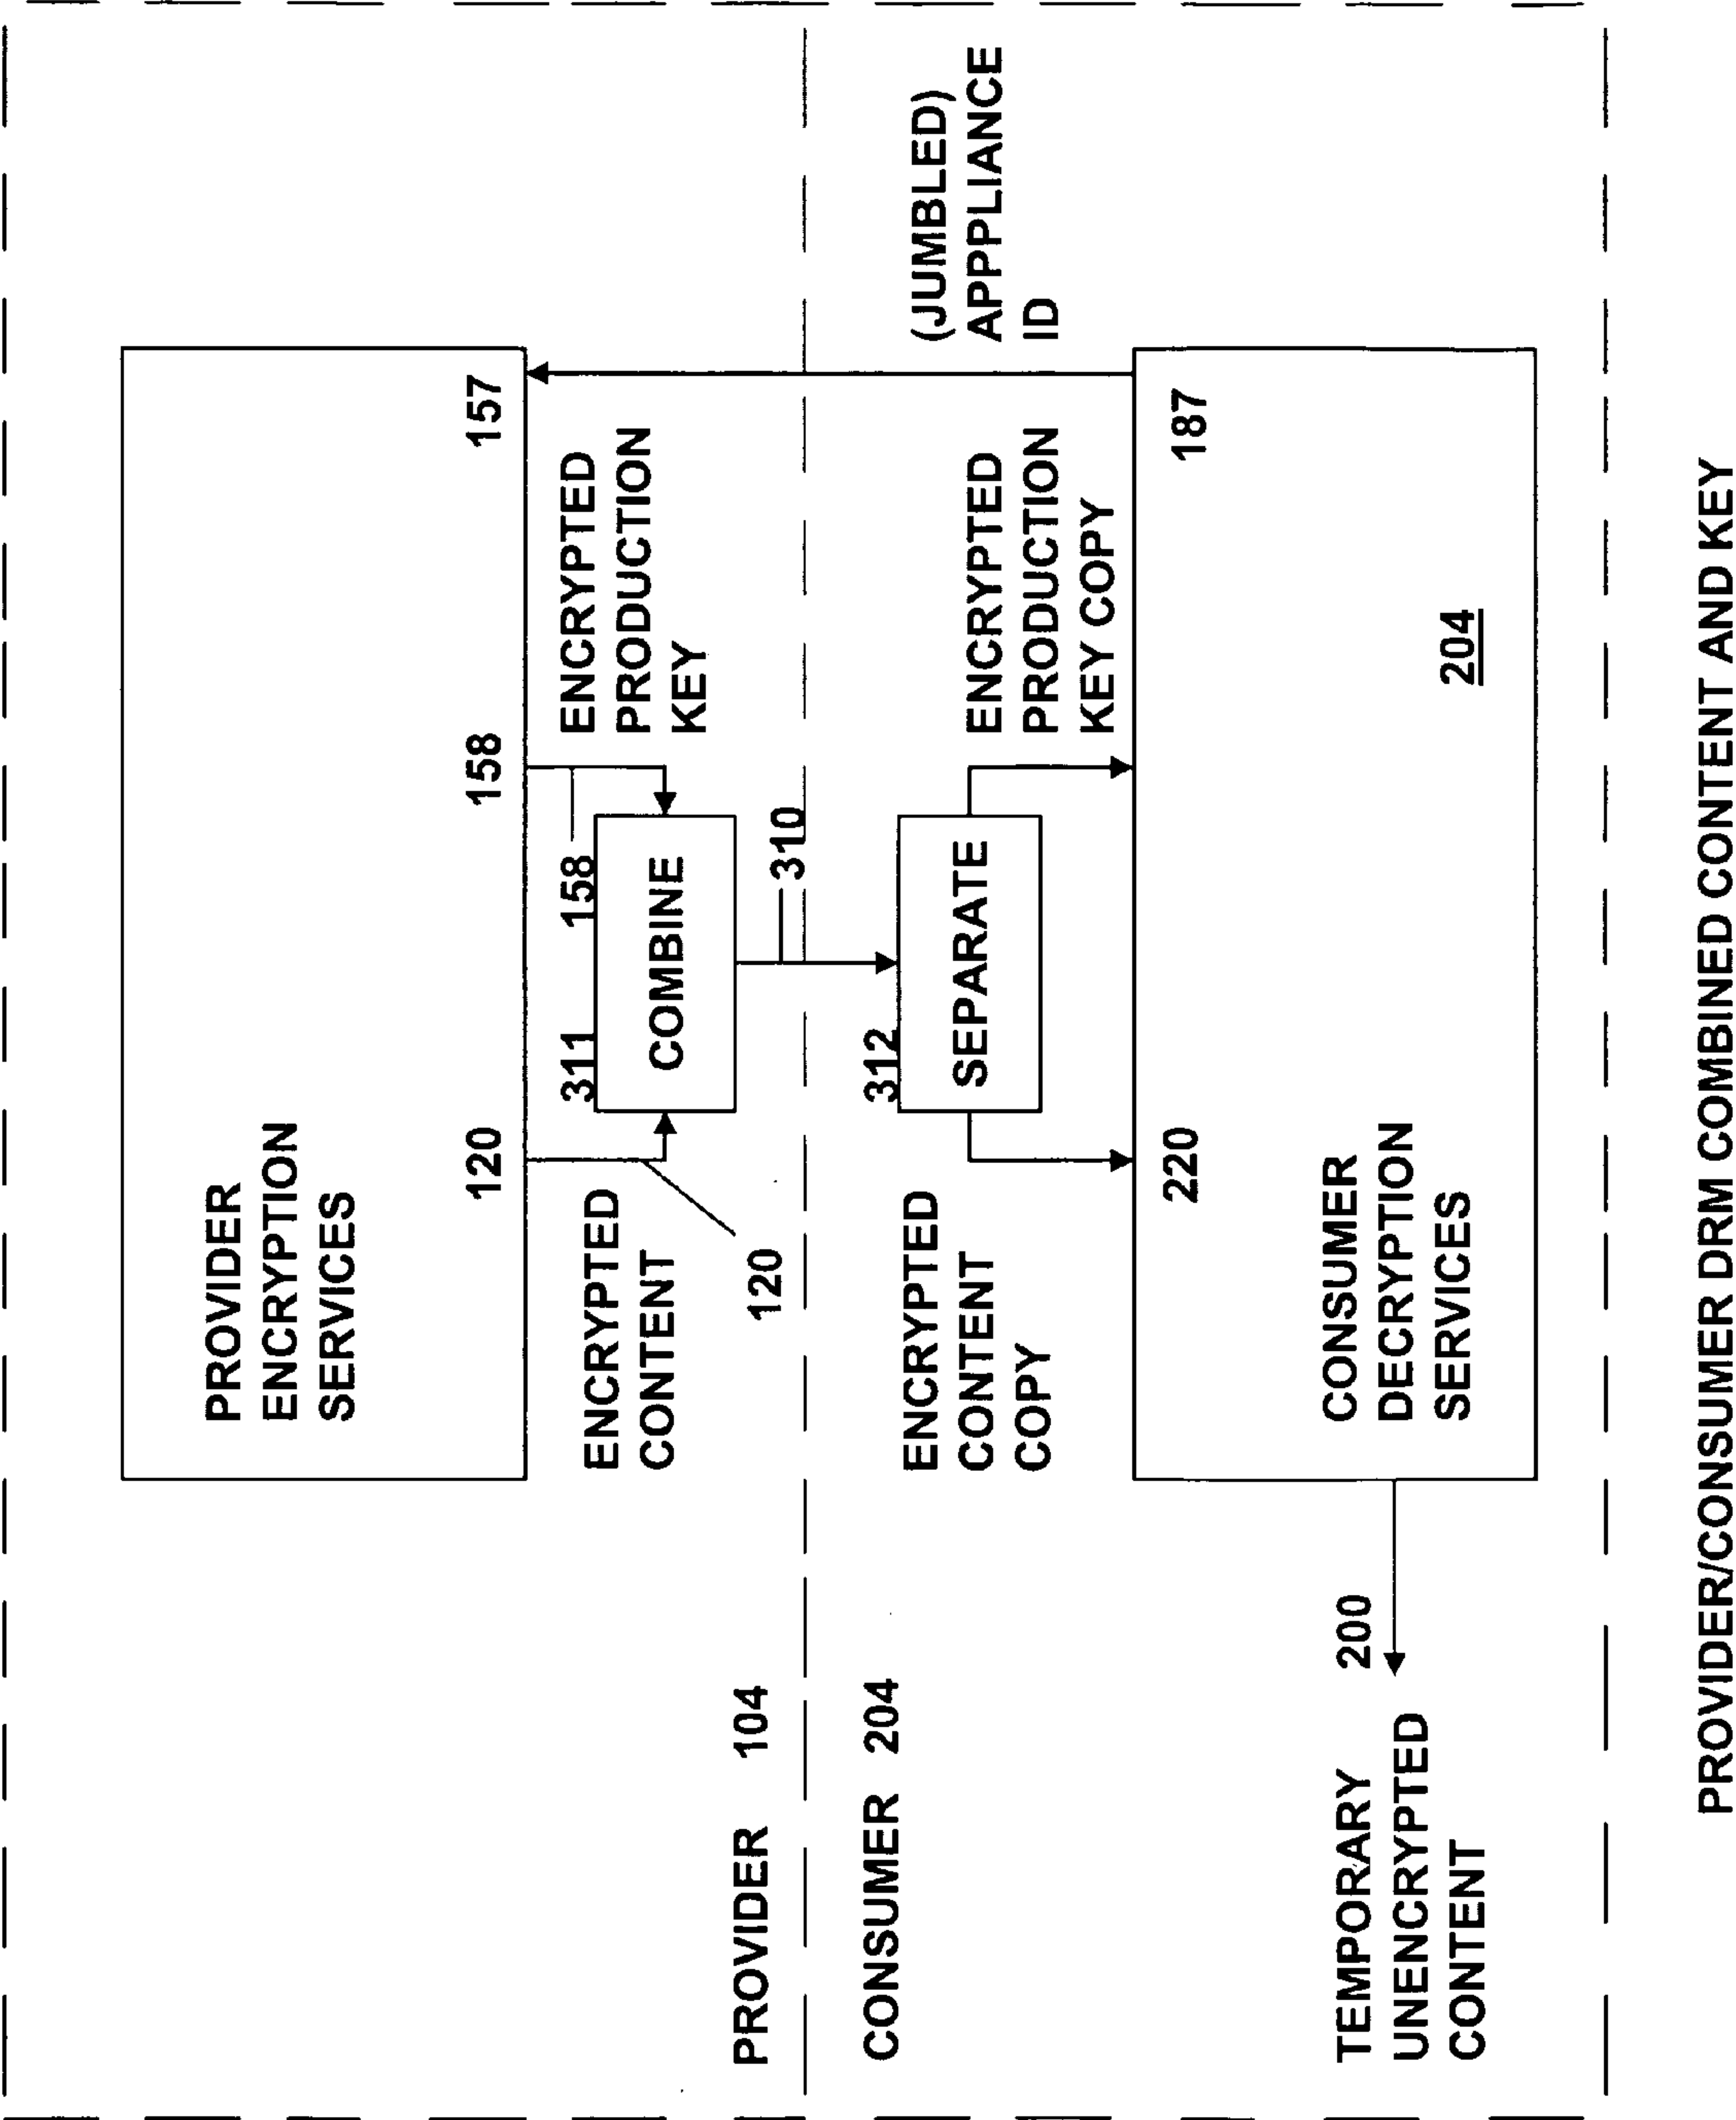 PROVIDER
ENCRYPTION
SERVICES
120
158
157
ENCRYPTED
CONTENT
120
311
158
COMBINE
ENCRYPTED
PRODUCTION
KEY
310
PROVIDER 104
CONSUMER 204
(JUMBLED)
APPPLIANCE
ID
ENCRYPTED
CONTENT
COPY
312
SEPARATE
ENCRYPTED
PRODUCTION
KEY COPY
220
187
CONSUMER
DECRYPTION
SERVICES
204
TEMPORARY 200
UNENCRYPTED
CONTENT
PROVIDER/CONSUMER DRM COMBINED CONTENT AND KEY